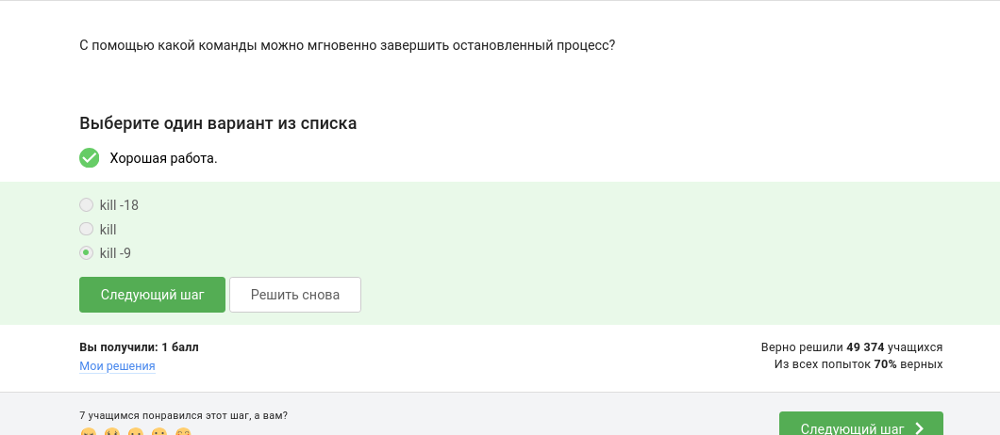 С помощью какой команды можно мгновенно завершить остановленный процесс?
Выберите один вариант из списка
Хорошая работа.
kill -18
kill
kill -9
Следующий шаг
Решить снова
Вы получили: 1 балл
Мои решения
Верно решили 49 374 учащихся
Из всех попыток 70% верных
7 учащимся понравился этот шаг, а вам?
Следующий шаг